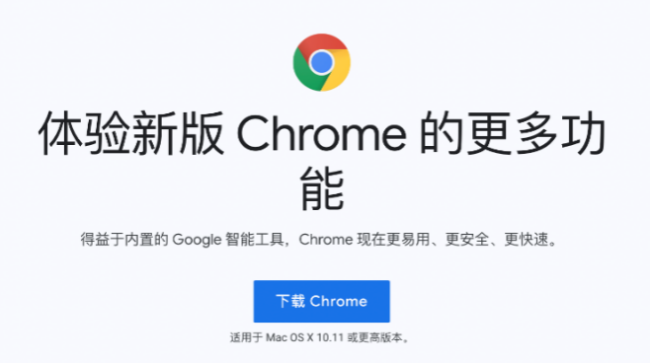 体验新版 Chrome 的更多功
能
得益于内置的 Google 智能工具，Chrome 现在更易用、更安全、更快速。
下载 Chrome
适用于 Mac OS X 10.11 或更高版本。